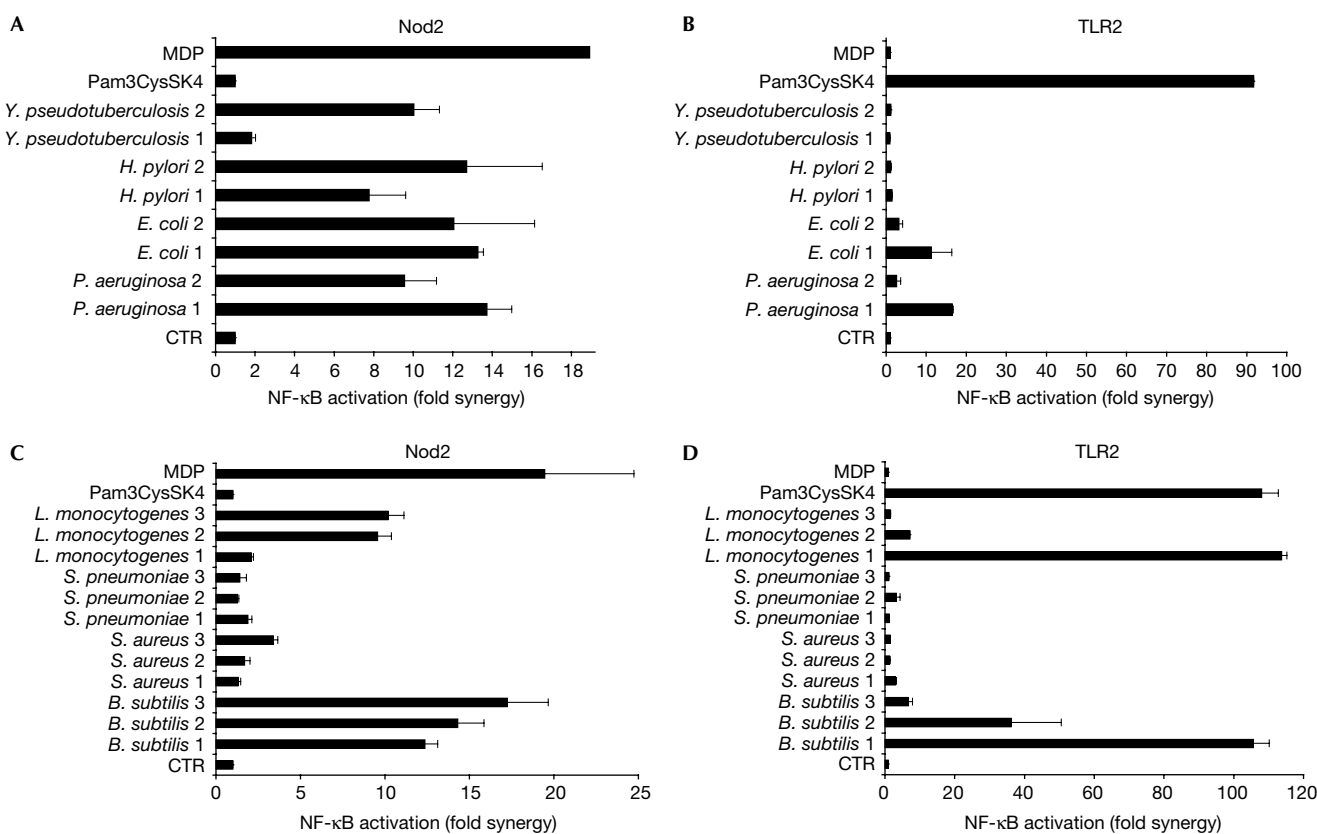 A
Nod2
MDP
Pam3CysSK4
Y. pseudotuberculosis 2
Y. pseudotuberculosis 1
H. pylori 2
H. pylori 1
E. coli 2
E. coli 1
P. aeruginosa 2
P. aeruginosa 1
CTR
0 2 4 6 8 10 12 14 16 18
NF-κB activation (fold synergy)
B
TLR2
MDP
Pam3CysSK4
Y. pseudotuberculosis 2
Y. pseudotuberculosis 1
H. pylori 2
H. pylori 1
E. coli 2
E. coli 1
P. aeruginosa 2
P. aeruginosa 1
CTR
0 10 20 30 40 50 60 70 80 90 100
NF-κB activation (fold synergy)
C
Nod2
MDP
Pam3CysSK4
L. monocytogenes 3
L. monocytogenes 2
L. monocytogenes 1
S. pneumoniae 3
S. pneumoniae 2
S. pneumoniae 1
S. aureus 3
S. aureus 2
S. aureus 1
B. subtilis 3
B. subtilis 2
B. subtilis 1
CTR
0 5 10 15 20 25
NF-κB activation (fold synergy)
D
TLR2
MDP
Pam3CysSK4
L. monocytogenes 3
L. monocytogenes 2
L. monocytogenes 1
S. pneumoniae 3
S. pneumoniae 2
S. pneumoniae 1
S. aureus 3
S. aureus 2
S. aureus 1
B. subtilis 3
B. subtilis 2
B. subtilis 1
CTR
0 20 40 60 80 100 120
NF-κB activation (fold synergy)